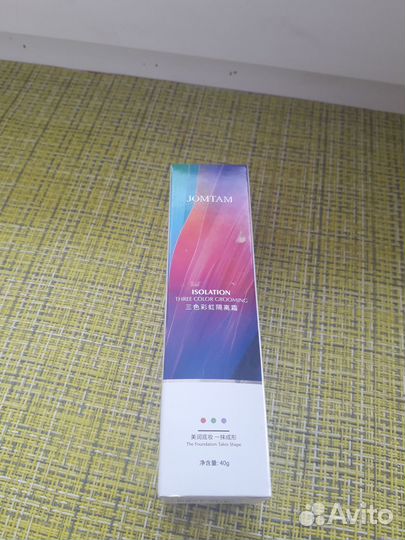 JOMTAM
ISOLATION
THREE COLOR GROOMING
三色彩虹隔离霜
美润底妆 一抹成形
The Foundation Takes Shape
净含量: 40g
Avito